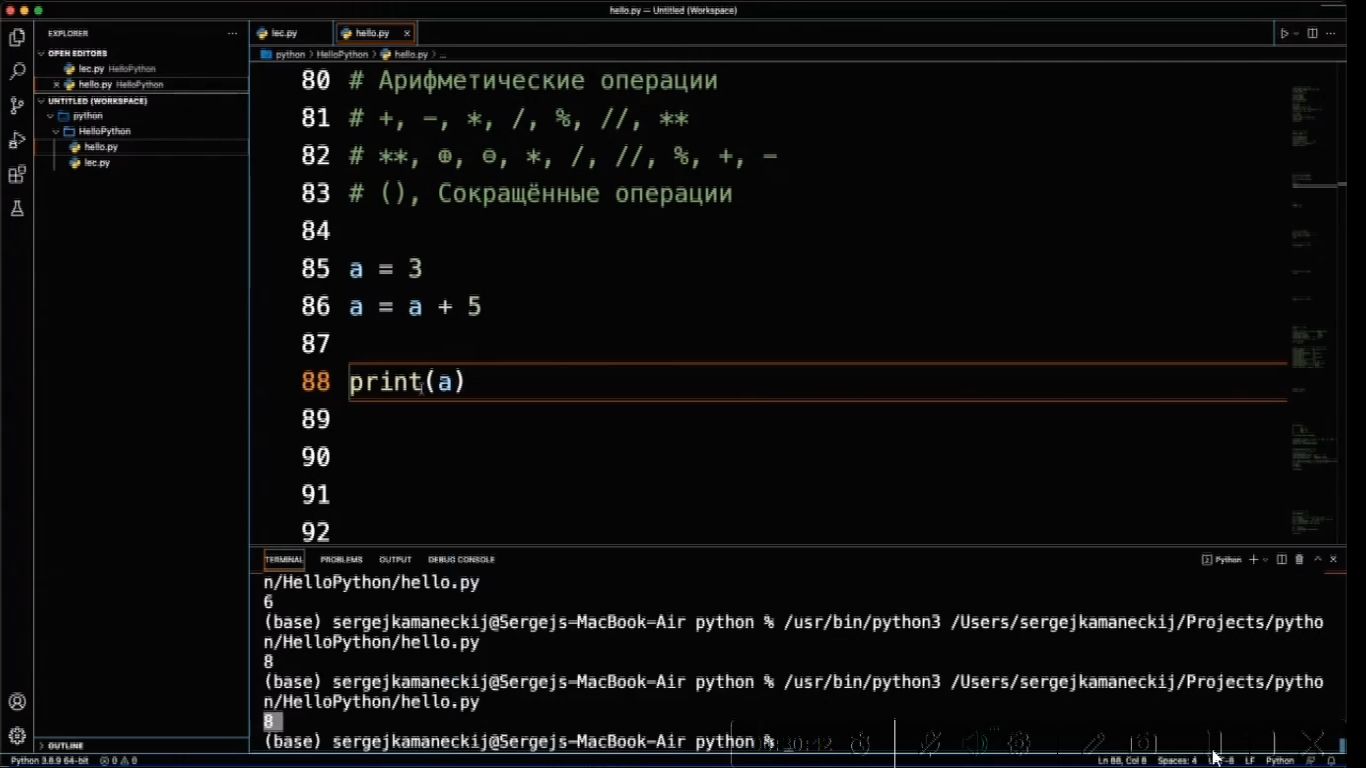 hello.py — Untitled (Workspace)
EXPLORER
OPEN EDITORS
lec.py HelloPython
hello.py HelloPython
UNTITLED (WORKSPACE)
python
HelloPython
hello.py
lec.py
OUTLINE
lec.py
hello.py
python > HelloPython > hello.py > ...
80 # Арифметические операции
81 # +, −, *, /, %, //, **
82 # **, ⊕, ⊖, *, /, //, %, +, −
83 # (), Сокращённые операции
84
85 a = 3
86 a = a + 5
87
88 print(a)
89
90
91
92
TERMINAL PROBLEMS OUTPUT DEBUG CONSOLE
Python
n/HelloPython/hello.py
6
(base) sergejkamaneckij@Sergejs-MacBook-Air python % /usr/bin/python3 /Users/sergejkamaneckij/Projects/pytho
n/HelloPython/hello.py
8
(base) sergejkamaneckij@Sergejs-MacBook-Air python % /usr/bin/python3 /Users/sergejkamaneckij/Projects/pytho
n/HelloPython/hello.py
8
(base) sergejkamaneckij@Sergejs-MacBook-Air python %
Python 3.8.9 64-bit 0 0
Ln 88, Col 6 Spaces: 4 LF Python